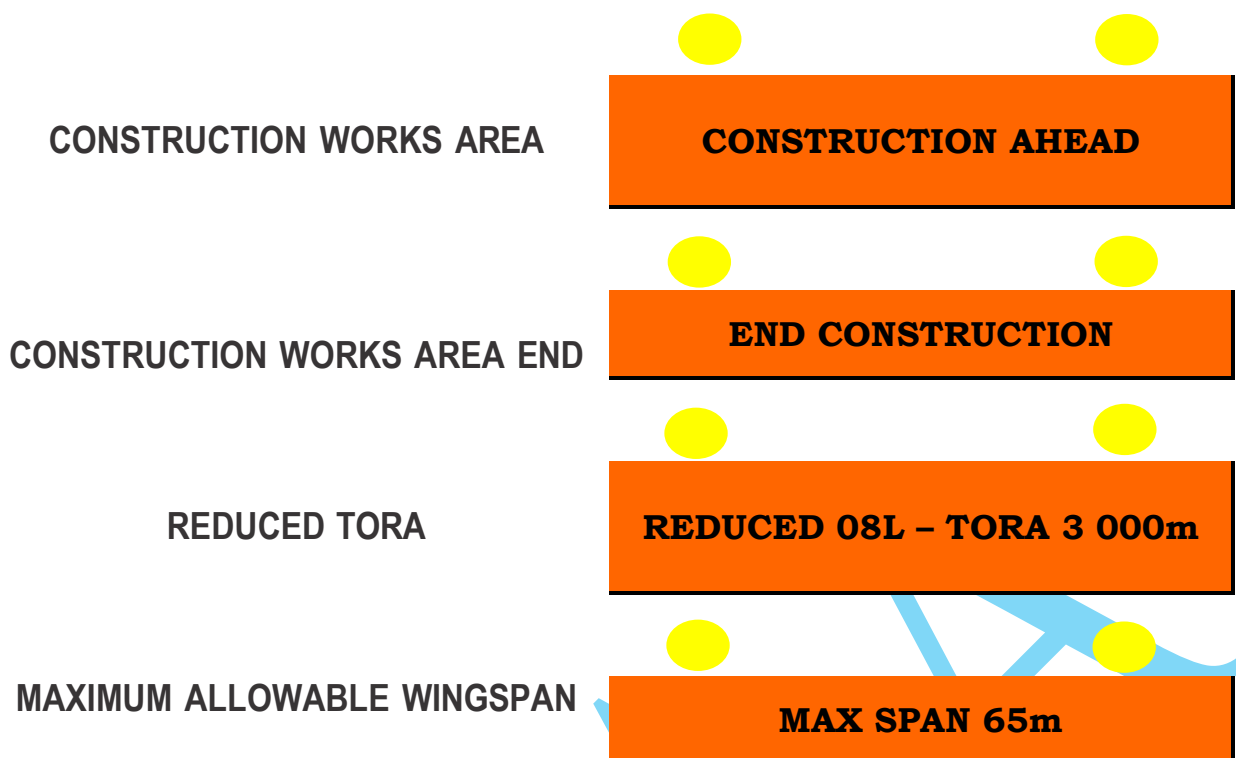 CONSTRUCTION WORKS AREA
CONSTRUCTION AHEAD
CONSTRUCTION WORKS AREA END
END CONSTRUCTION
REDUCED TORA
REDUCED 08L – TORA 3 000m
MAXIMUM ALLOWABLE WINGSPAN
MAX SPAN 65m